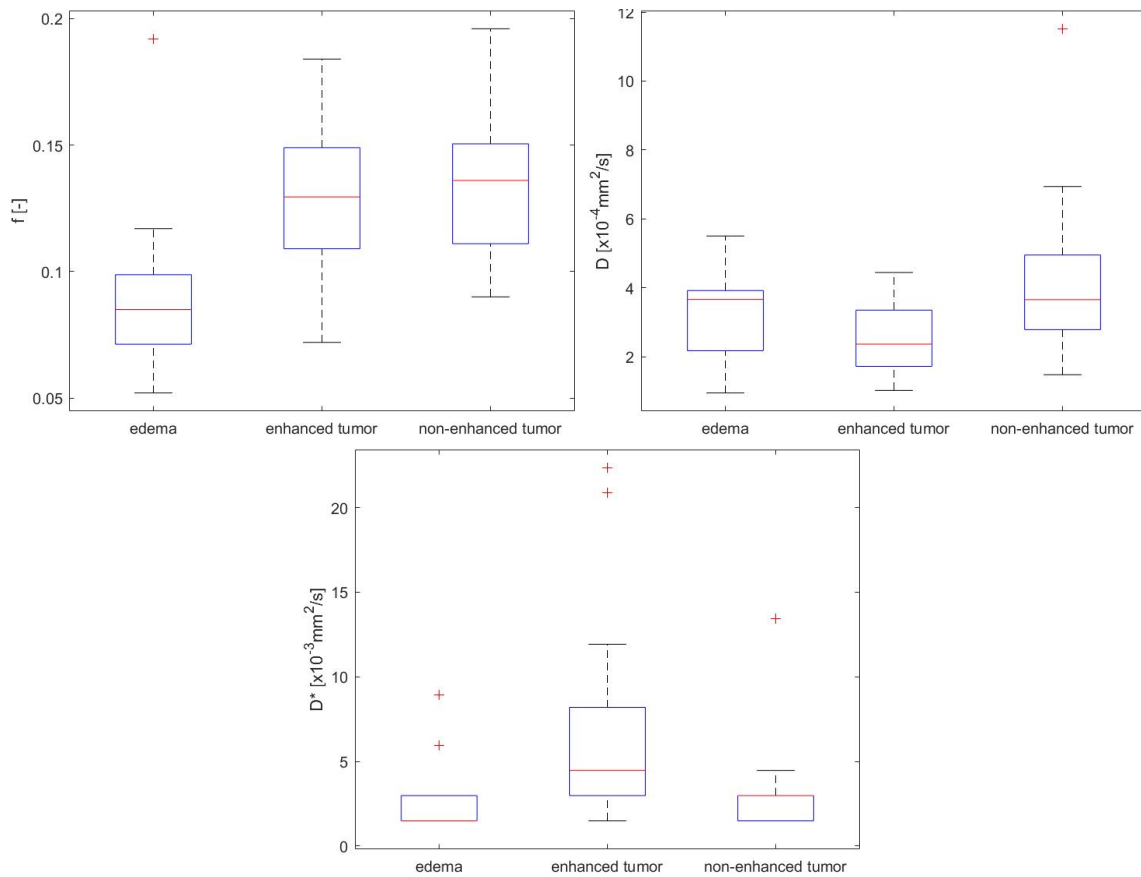 0.2
0.15
0.1
0.05
f [-]
edema
enhanced tumor
non-enhanced tumor
12
10
8
6
4
2
D [x10⁻⁴mm²/s]
edema
enhanced tumor
non-enhanced tumor
20
15
10
5
0
D* [x10⁻³mm²/s]
edema
enhanced tumor
non-enhanced tumor